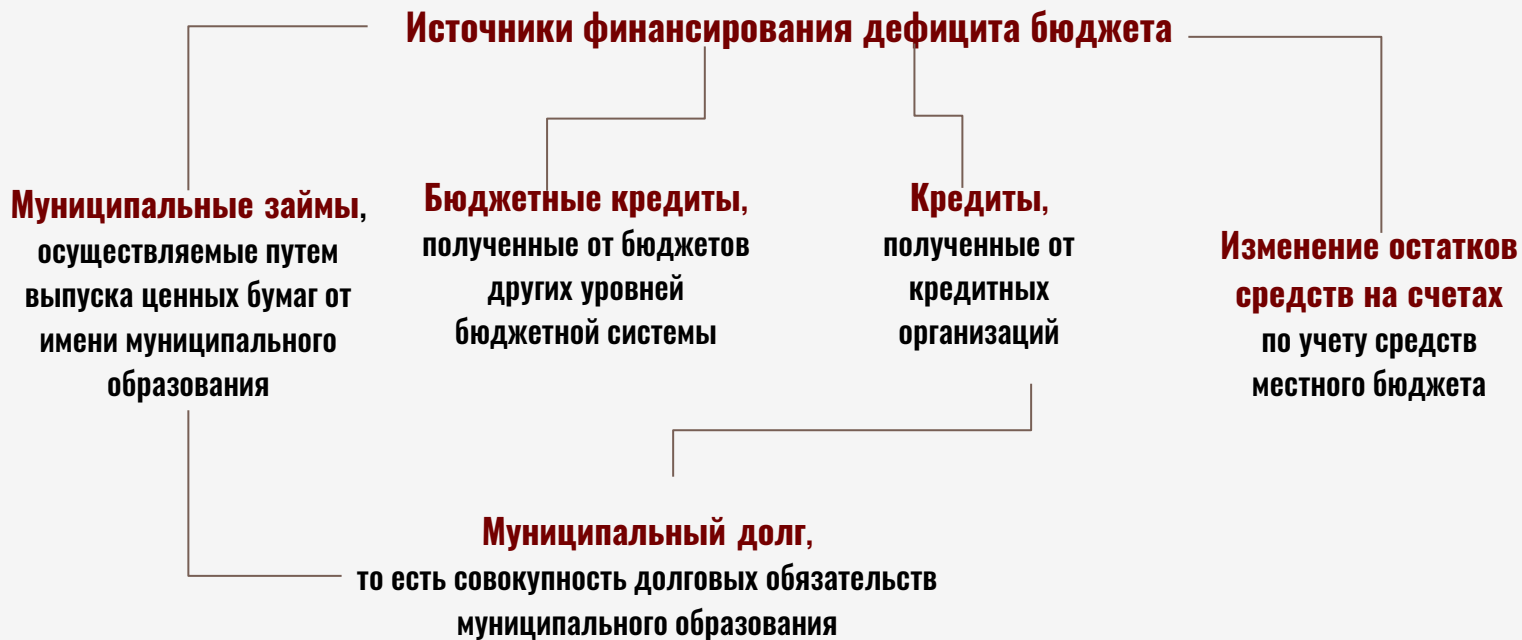 Источники финансирования дефицита бюджета
Муниципальные займы,
осуществляемые путем
выпуска ценных бумаг от
имени муниципального
образования
Бюджетные кредиты,
полученные от бюджетов
других уровней
бюджетной системы
Кредиты,
полученные от
кредитных
организаций
Изменение остатков
средств на счетах
по учету средств
местного бюджета
Муниципальный долг,
то есть совокупность долговых обязательств
муниципального образования